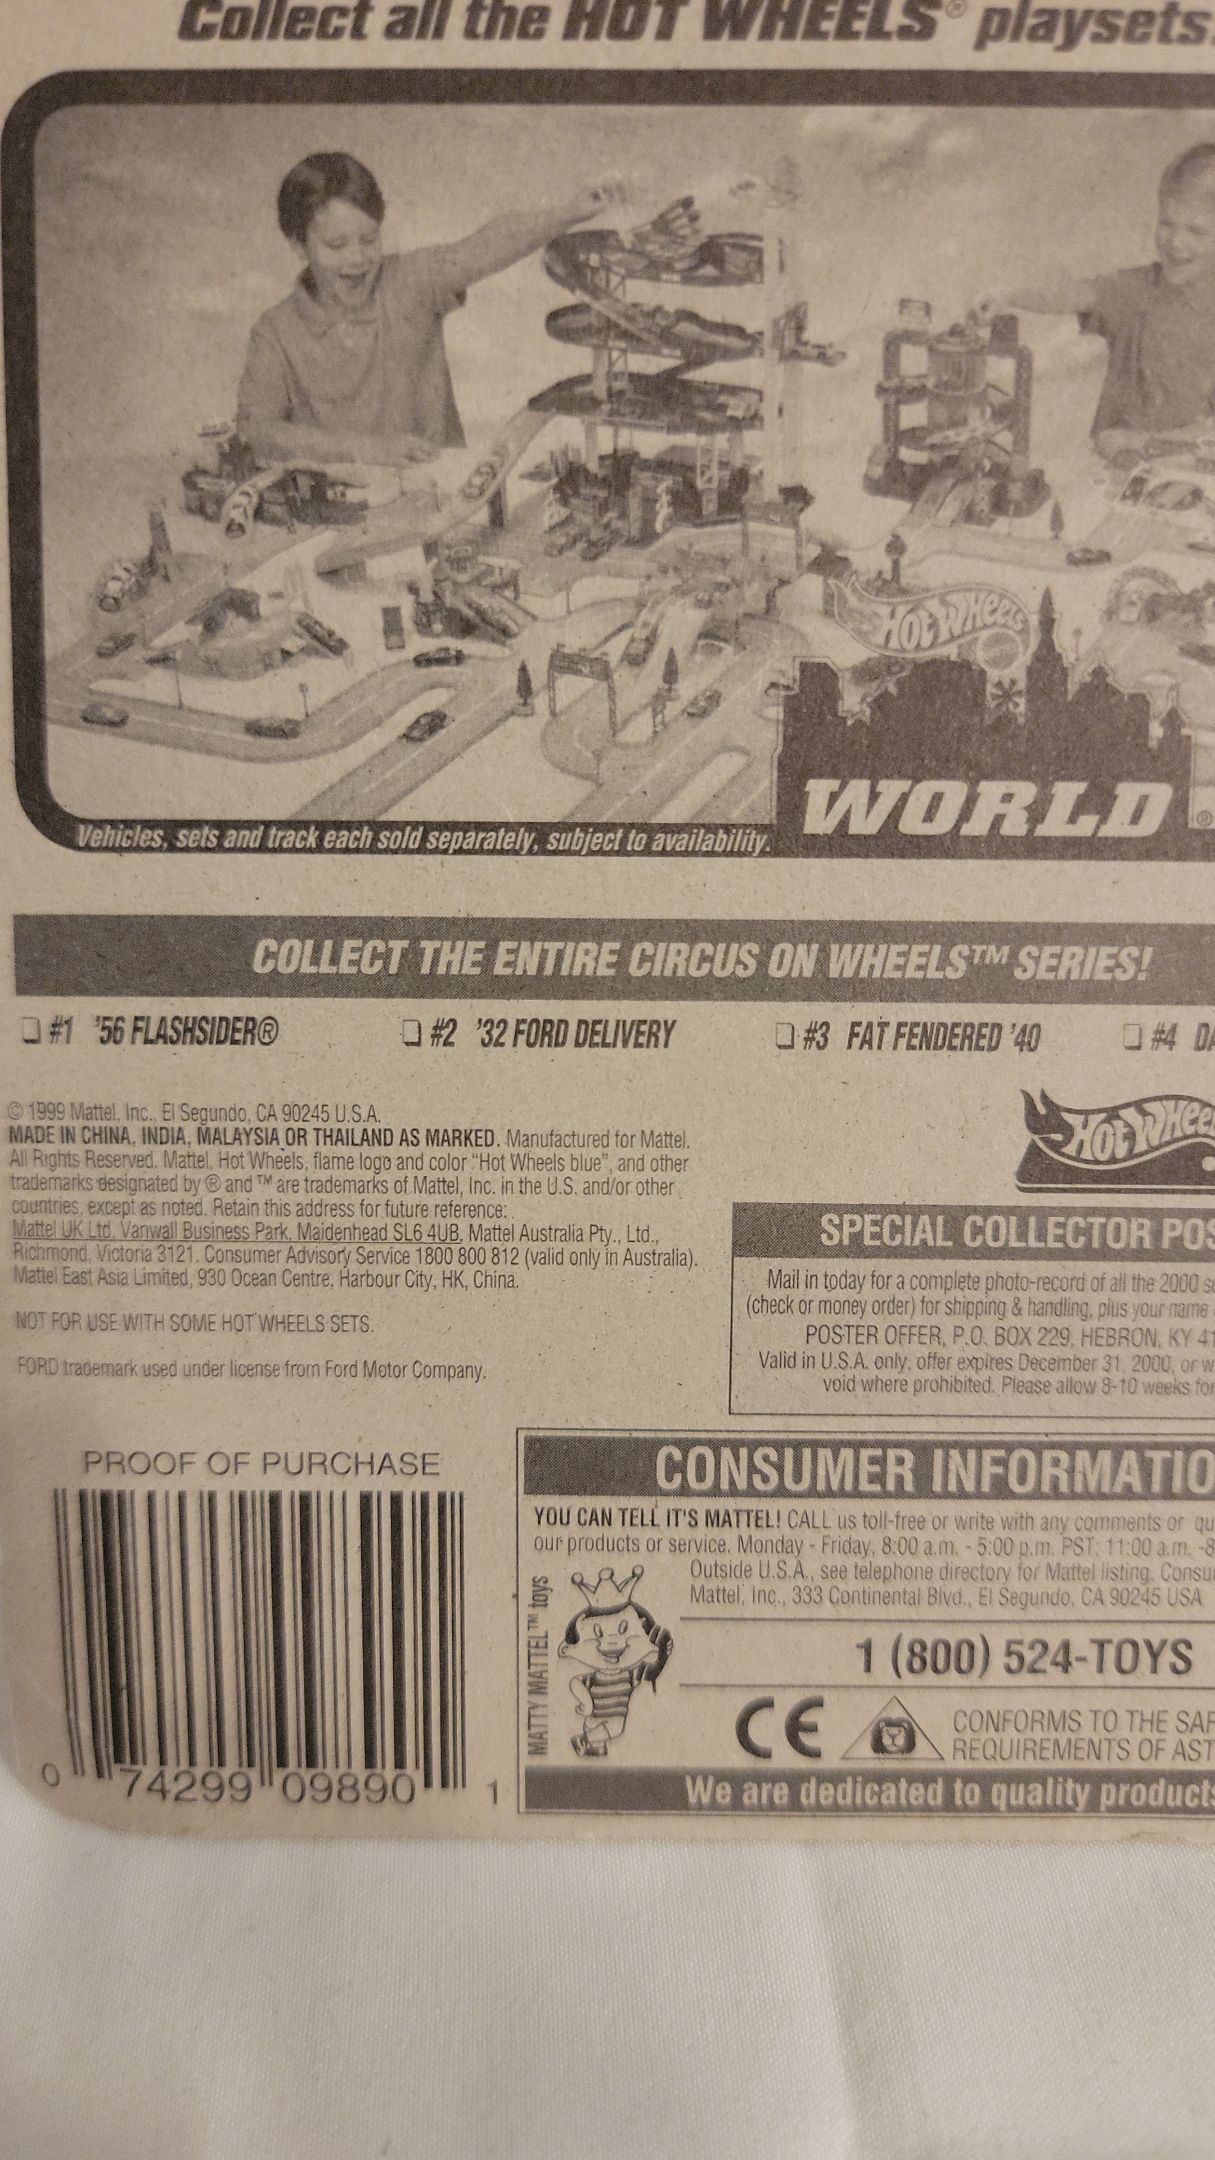 Collect all the HOT WHEELS® playsets
HOT WHEELS
WORLD ®
Vehicles, sets and track each sold separately, subject to availability.
COLLECT THE ENTIRE CIRCUS ON WHEELS™ SERIES!
#1 '56 FLASHSIDER® #2 '32 FORD DELIVERY #3 FAT FENDERED '40 #4
© 1999 Mattel, Inc., El Segundo, CA 90245 U.S.A.
MADE IN CHINA, INDIA, MALAYSIA OR THAILAND AS MARKED. Manufactured for Mattel.
All Rights Reserved. Mattel, Hot Wheels, flame logo and color "Hot Wheels blue", and other
trademarks designated by ® and ™ are trademarks of Mattel, Inc. in the U.S. and/or other
countries, except as noted. Retain this address for future reference:
Mattel UK Ltd, Vanwall Business Park, Maidenhead SL6 4UB. Mattel Australia Pty., Ltd.,
Richmond, Victoria 3121. Consumer Advisory Service 1800 800 812 (valid only in Australia).
Mattel East Asia Limited, 930 Ocean Centre, Harbour City, HK, China.
NOT FOR USE WITH SOME HOT WHEELS SETS.
FORD trademark used under license from Ford Motor Company.
Hot Wheel
SPECIAL COLLECTOR POS
Mail in today for a complete photo-record of all the 2000
(check or money order) for shipping & handling, plus your name
POSTER OFFER, P.O. BOX 229, HEBRON, KY 41
Valid in U.S.A. only, offer expires December 31, 2000, or w
void where prohibited. Please allow 8-10 weeks for
PROOF OF PURCHASE
0 74299 09890 1
CONSUMER INFORMATIO
YOU CAN TELL IT'S MATTEL! CALL us toll-free or write with any comments or qu
our products or service. Monday - Friday, 8:00 a.m. - 5:00 p.m. PST; 11:00 a.m. -8
Outside U.S.A., see telephone directory for Mattel listing. Consu
Mattel, Inc., 333 Continental Blvd., El Segundo, CA 90245 USA
MATTY MATTEL™ toys
1 (800) 524-TOYS
CE
CONFORMS TO THE SAF
REQUIREMENTS OF AST
We are dedicated to quality products